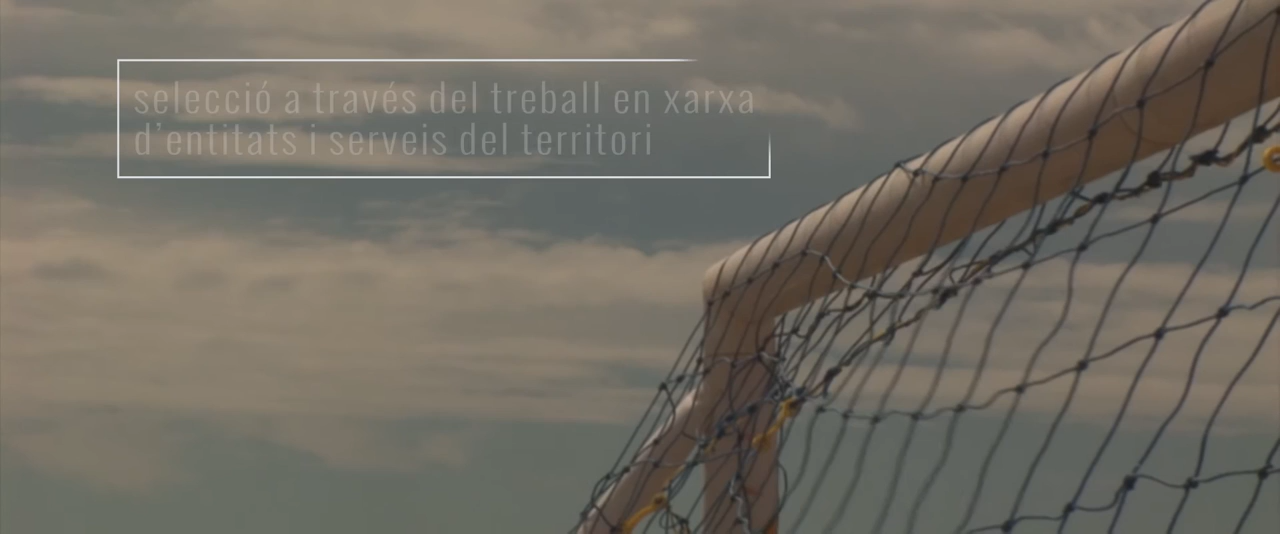 selecció a través del treball en xarxa
d'entitats i serveis del territori